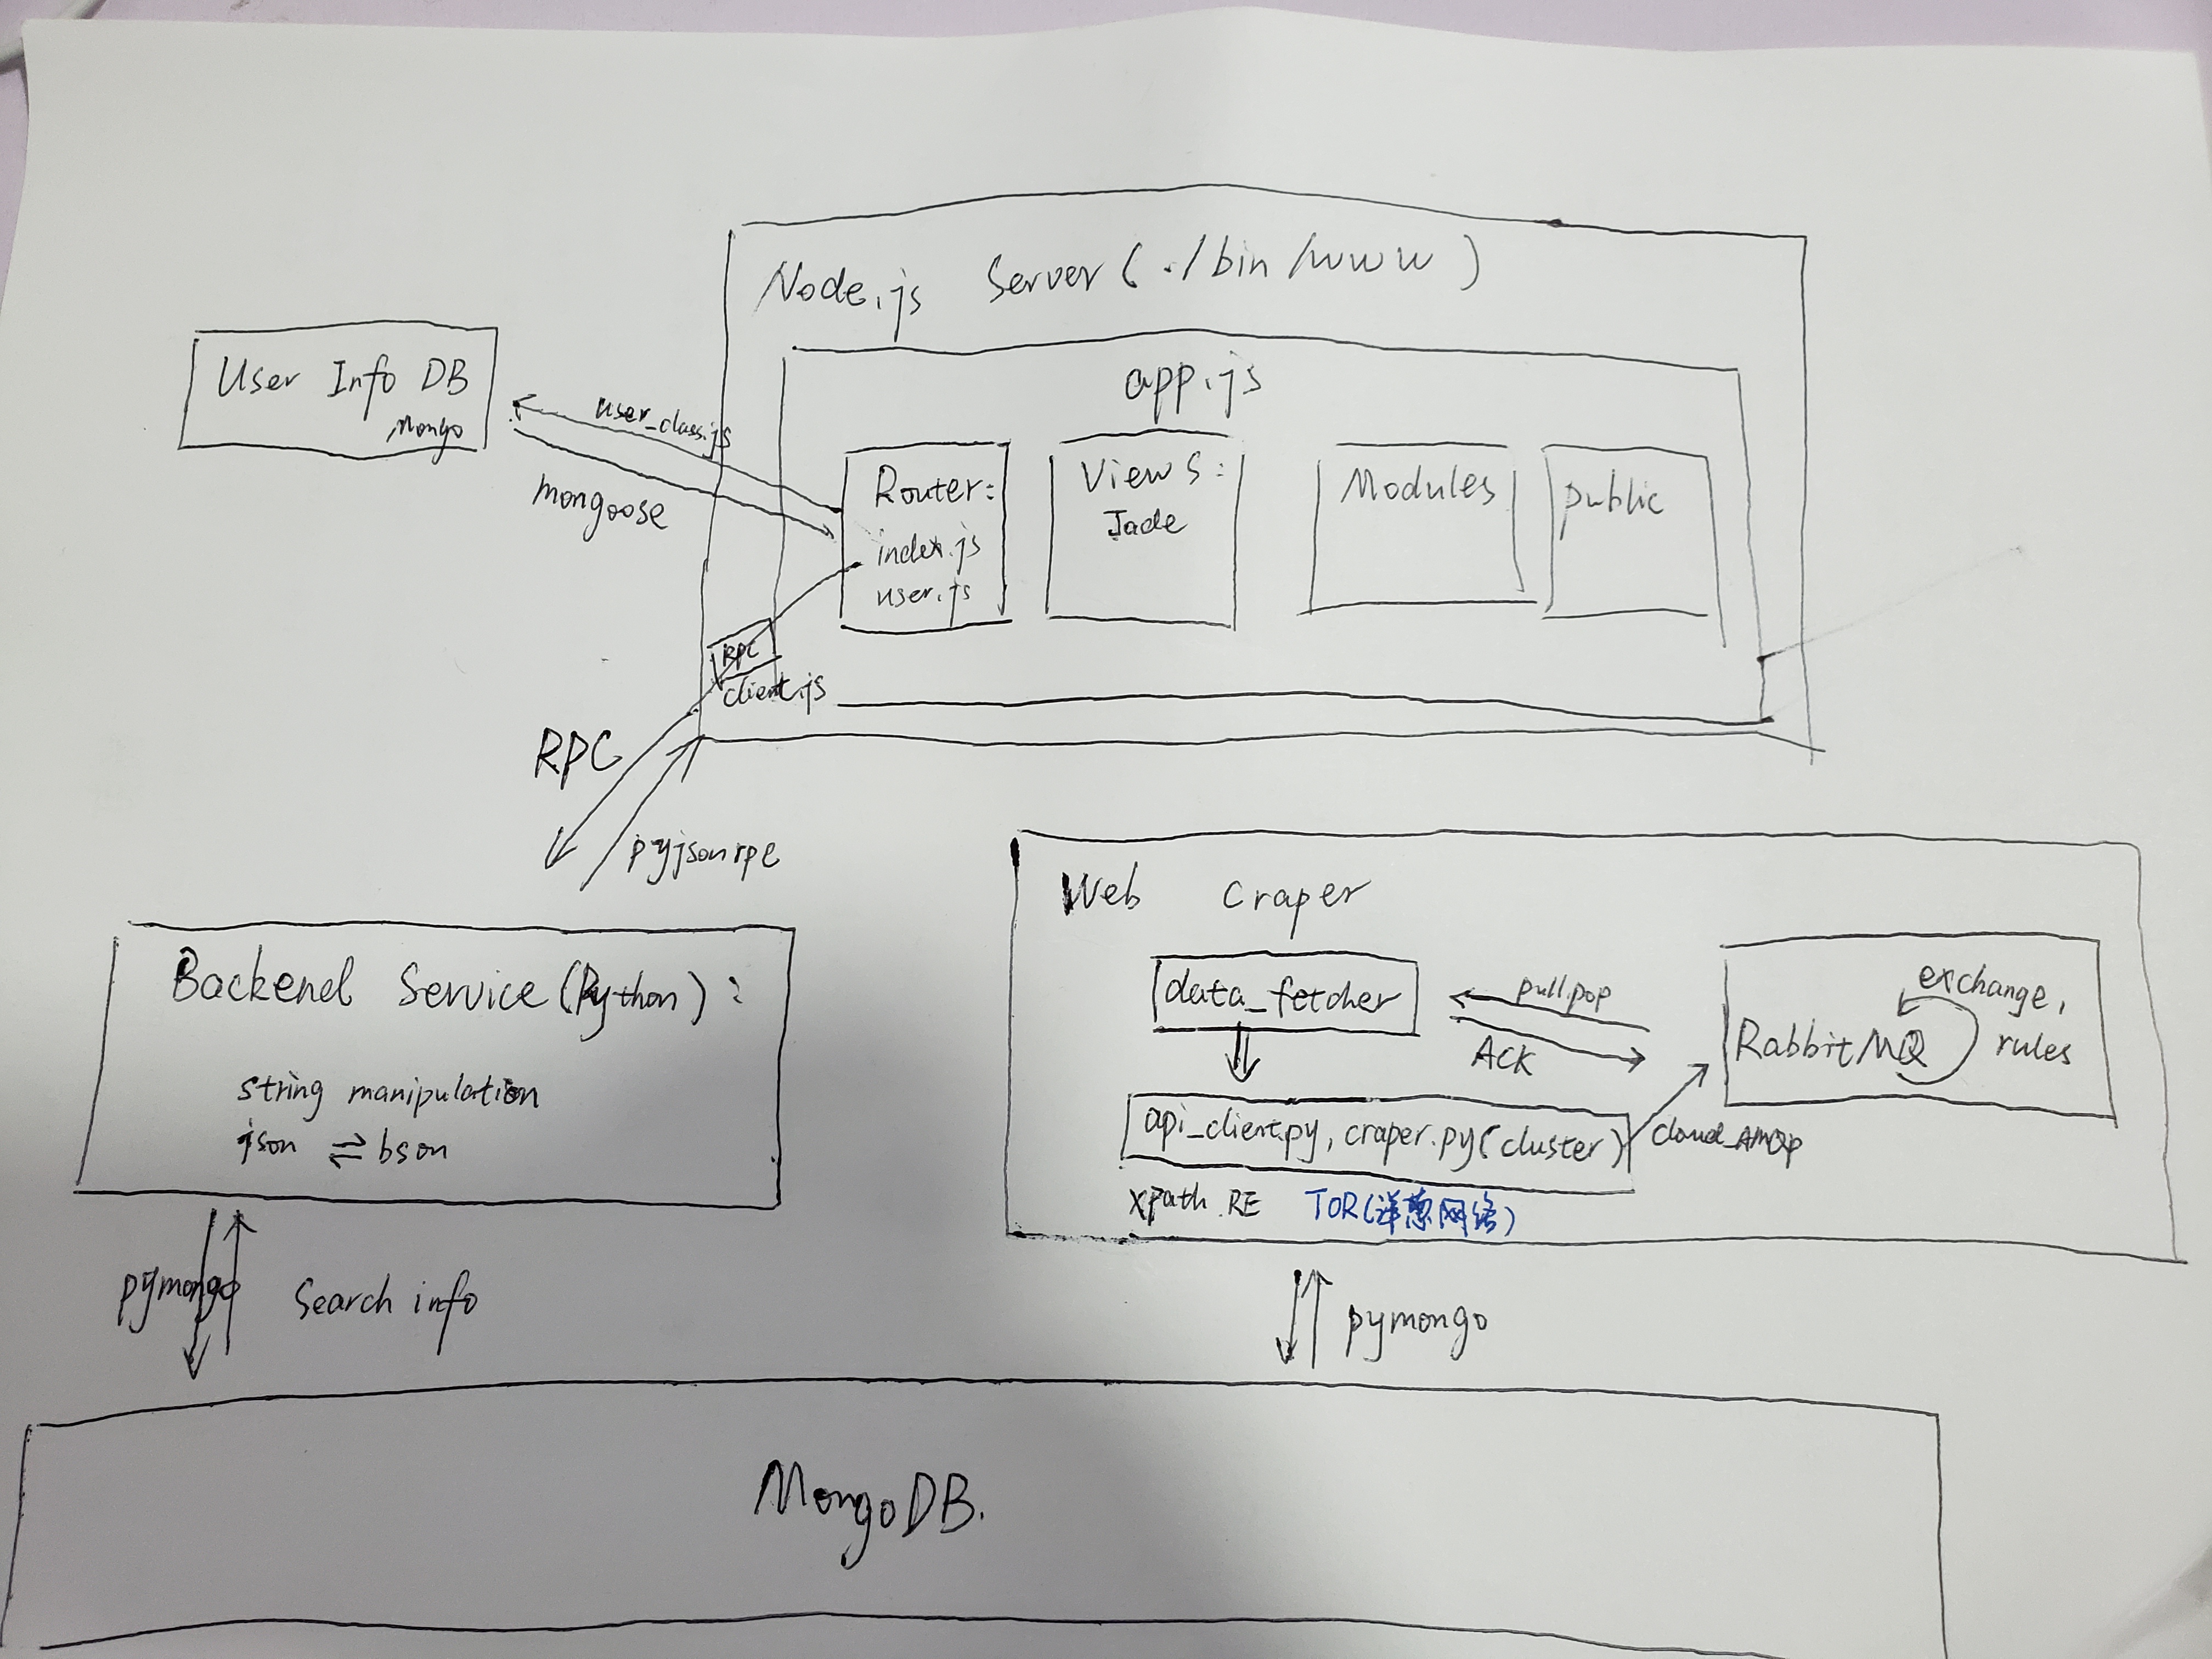 Node.js Server ( ./bin/www )
app.js
User Info DB
Mongo
user_class.js
mongoose
Router:
index.js
user.js
Views:
Jade
Modules
public
RPC
client.js
RPC
pyjsonrpc
Backend Service (Python) :
string manipulation
json ⇌ bson
Web Craper
data_fetcher
pull.pop
ACK
exchange,
rules
RabbitMQ
api_client.py, craper.py (cluster)
cloud_AMQP
xpath RE TOR(洋葱网络)
pymongo
Search info
pymongo
MongoDB.